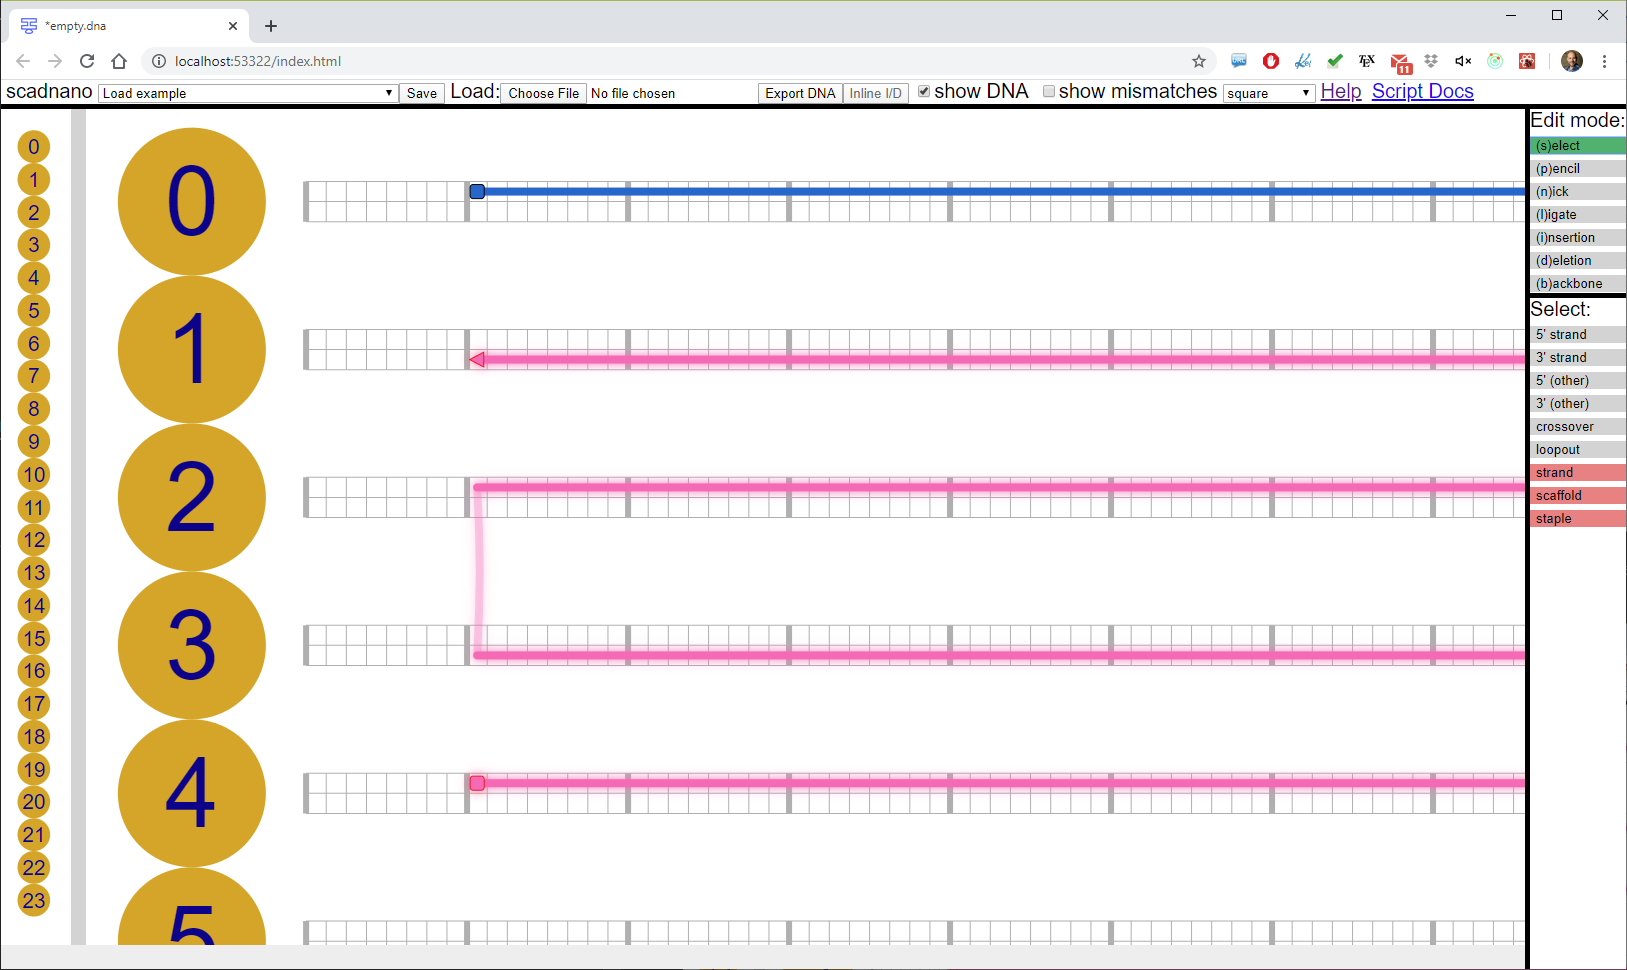 *empty.dna
localhost:53322/index.html
11
scadnano Load example Save Load: Choose File No file chosen Export DNA Inline I/D show DNA show mismatches square Help Script Docs
0
1
2
3
4
5
6
7
8
9
10
11
12
13
14
15
16
17
18
19
20
21
22
23
0
1
2
3
4
5
Edit mode:
(s)elect
(p)encil
(n)ick
(l)igate
(i)nsertion
(d)eletion
(b)ackbone
Select:
5' strand
3' strand
5' (other)
3' (other)
crossover
loopout
strand
scaffold
staple